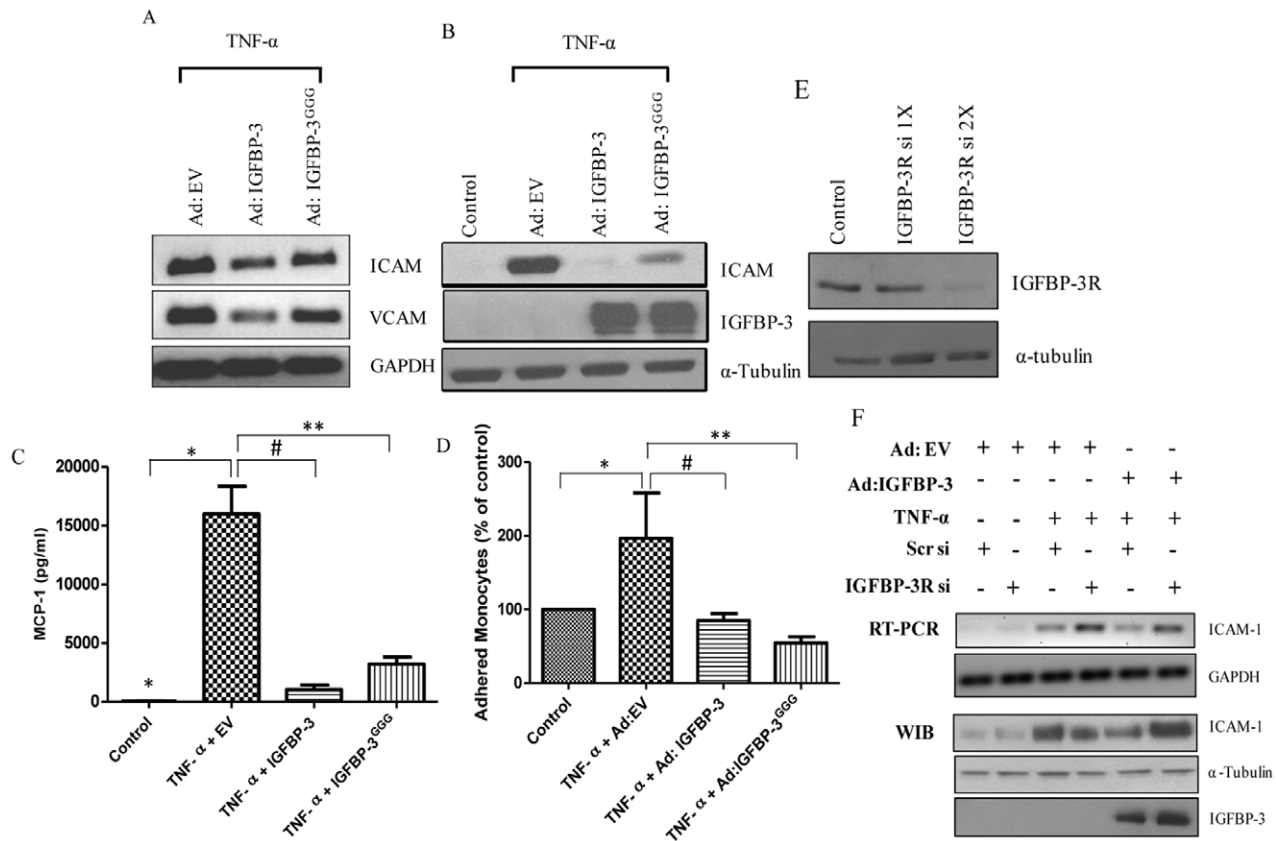 A
TNF-α
Ad: EV
Ad: IGFBP-3
Ad: IGFBP-3GGG
ICAM
VCAM
GAPDH
B
TNF-α
Control
Ad: EV
Ad: IGFBP-3
Ad: IGFBP-3GGG
ICAM
IGFBP-3
α-Tubulin
E
Control
IGFBP-3R si 1X
IGFBP-3R si 2X
IGFBP-3R
α-tubulin
C
MCP-1 (pg/ml)
20000
15000
10000
5000
0
*
*
#
**
Control
TNF- α + EV
TNF- α + IGFBP-3
TNF- α + IGFBP-3GGG
D
Adhered Monocytes (% of control)
300
200
100
0
*
#
**
Control
TNF- α + Ad:EV
TNF- α + Ad: IGFBP-3
TNF- α + Ad:IGFBP-3GGG
F
Ad: EV + + + + - -
Ad:IGFBP-3 - - - - + +
TNF-α - - + + + +
Scr si + - + - + -
IGFBP-3R si - + - + - +
RT-PCR
ICAM-1
GAPDH
WIB
ICAM-1
α-Tubulin
IGFBP-3